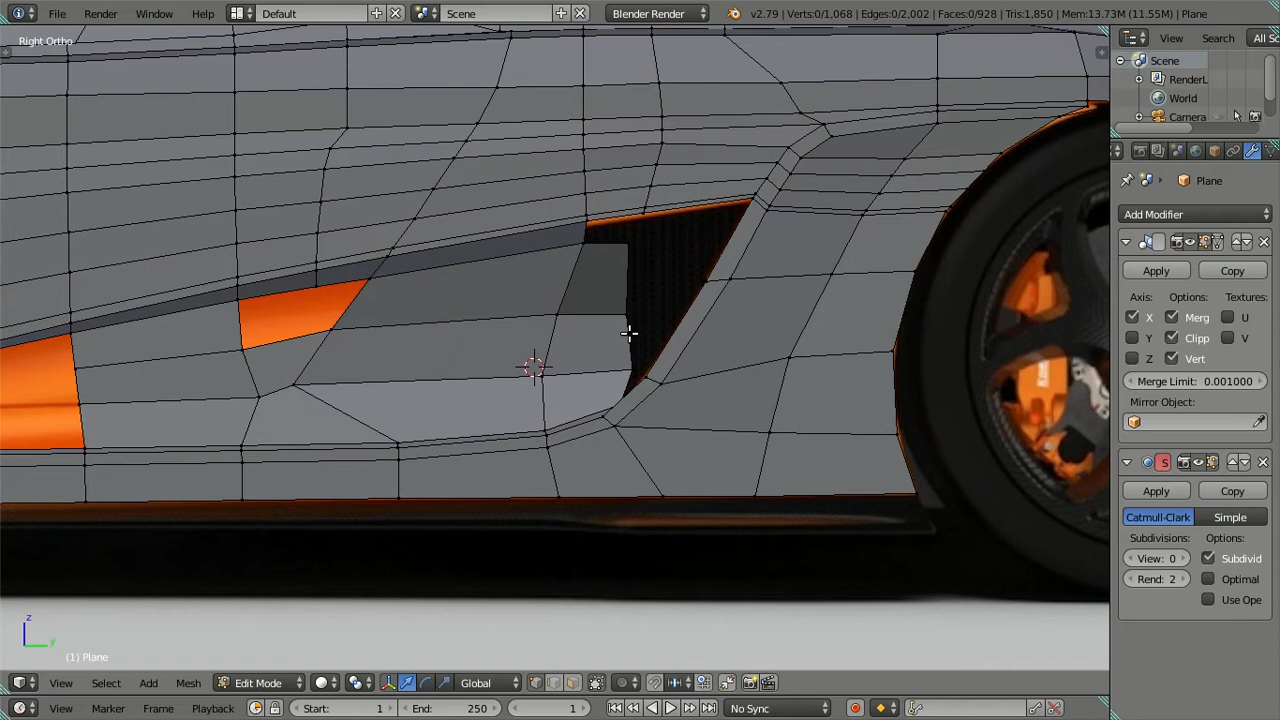 File Render Window Help Default Scene Blender Render v2.79 | Verts:0/1,068 | Edges:0/2,002 | Faces:0/928 | Tris:1,850 | Mem:13.73M (11.55M) | Plane
Right Ortho
View Search All Sc
Scene
RenderL
World
Camera
Plane
Add Modifier
Apply Copy
Axis: Options: Textures:
X Merg U
Y Clipp V
Z Vert
Merge Limit: 0.001000
Mirror Object:
S
Apply Copy
Catmull-Clark Simple
Subdivisions: Options:
View: 0 Subdivid
Rend: 2 Optimal
Use Ope
z
y
(1) Plane
View Select Add Mesh Edit Mode Global
View Marker Frame Playback Start: 1 End: 250 1 No Sync